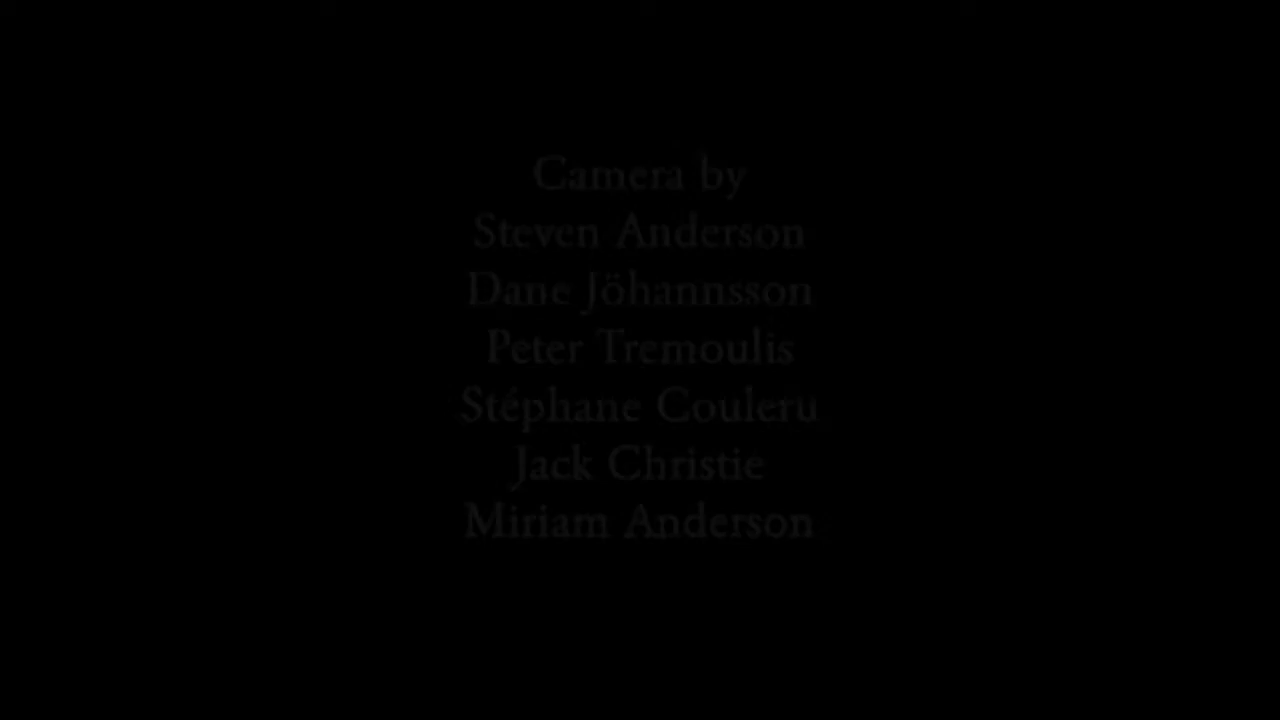 Camera by
Steven Anderson
Dane Jöhannsson
Peter Tremoulis
Stéphane Couleru
Jack Christie
Miriam Anderson